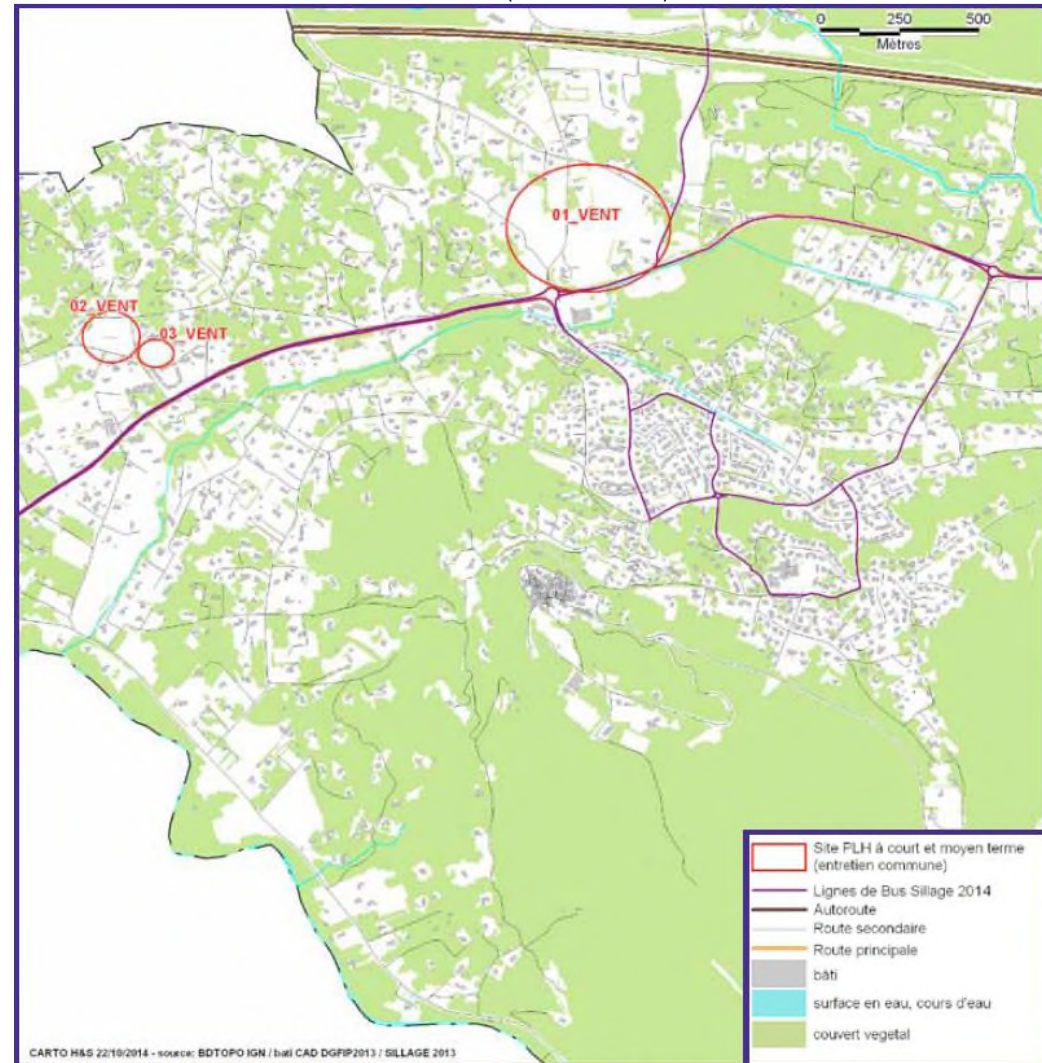 0 250 500
Mètres
01_VENT
02_VENT
03_VENT
Site PLH à court et moyen terme
(entretien commune)
Lignes de Bus Sillage 2014
Autoroute
Route secondaire
Route principale
bâti
surface en eau, cours d'eau
couvert vegetal
CARTO H&S 22/10/2014 - source: BDTOPO IGN / bati CAD DGFIP2013 / SILLAGE 2013